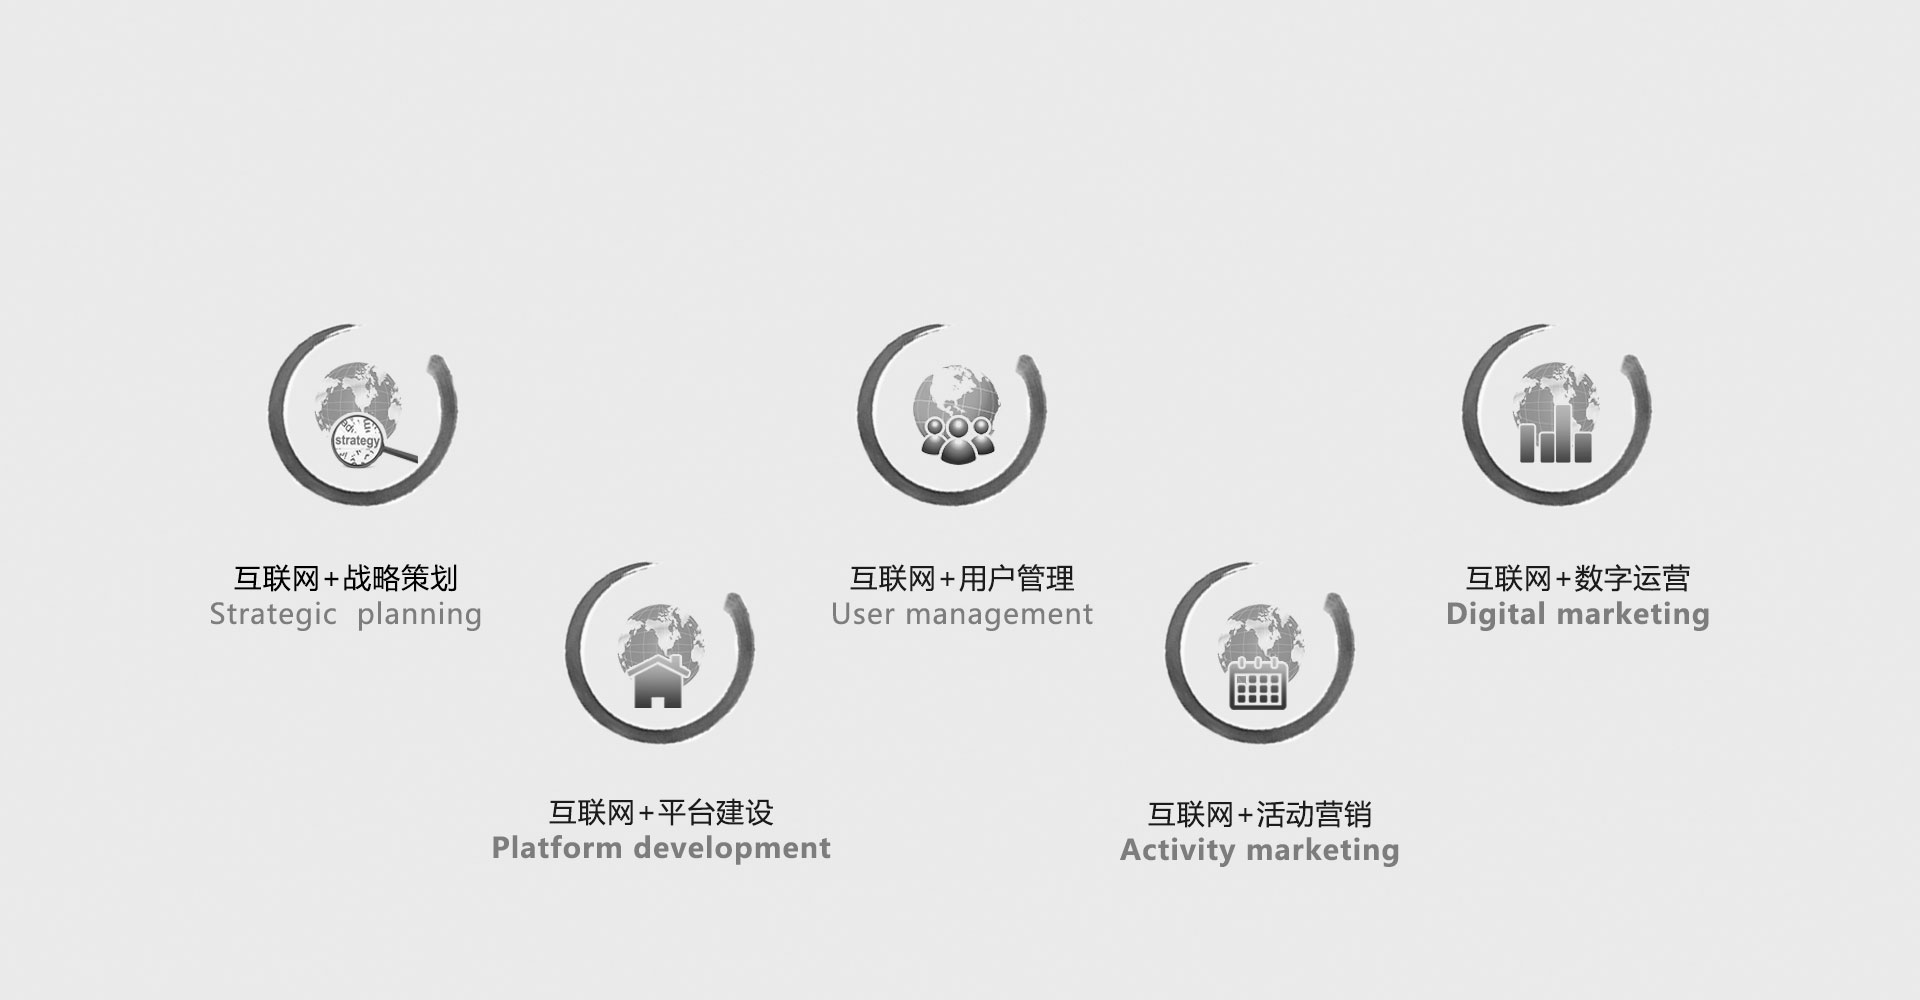 strategy
互联网+战略策划
Strategic planning
互联网+平台建设
Platform development
互联网+用户管理
User management
互联网+活动营销
Activity marketing
互联网+数字运营
Digital marketing